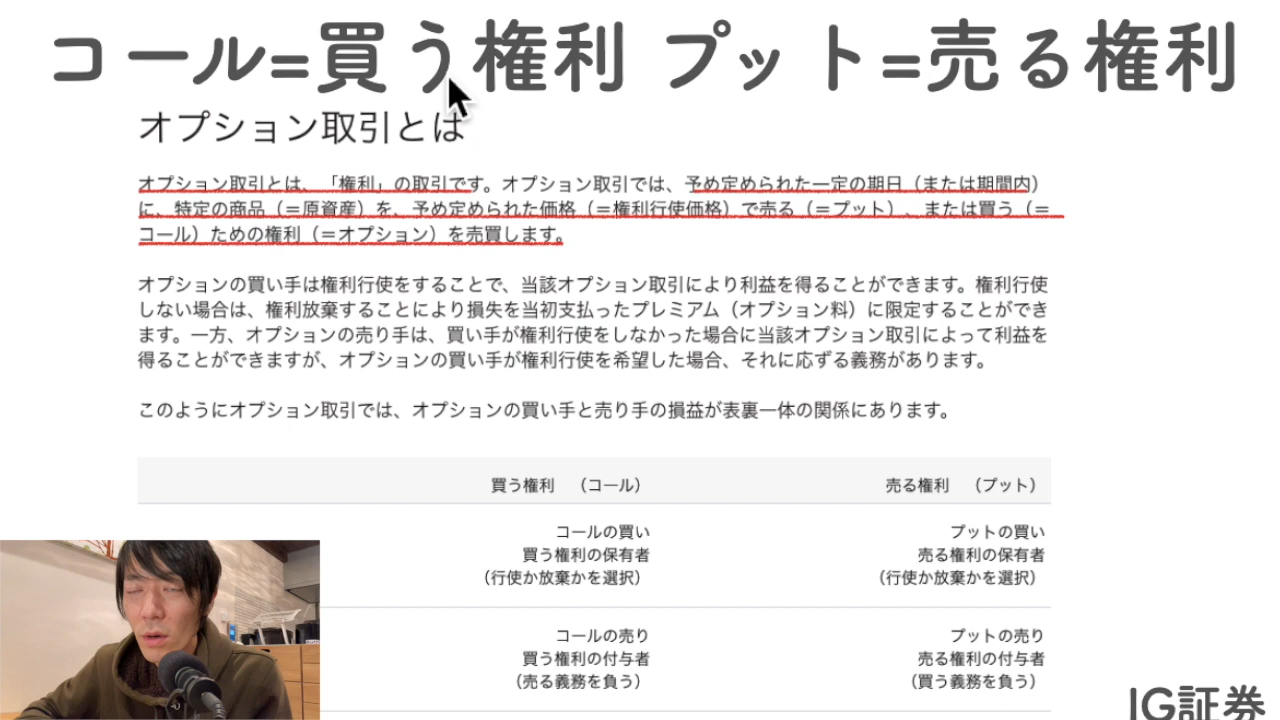 コール=買う権利 プット=売る権利
オプション取引とは
オプション取引とは、「権利」の取引です。オプション取引では、予め定められた一定の期日（または期間内）
に、特定の商品（＝原資産）を、予め定められた価格（＝権利行使価格）で売る（＝プット）、または買う（＝
コール）ための権利（＝オプション）を売買します。
オプションの買い手は権利行使をすることで、当該オプション取引により利益を得ることができます。権利行使
しない場合は、権利放棄することにより損失を当初支払ったプレミアム（オプション料）に限定することができ
ます。一方、オプションの売り手は、買い手が権利行使をしなかった場合に当該オプション取引によって利益を
得ることができますが、オプションの買い手が権利行使を希望した場合、それに応ずる義務があります。
このようにオプション取引では、オプションの買い手と売り手の損益が表裏一体の関係にあります。
買う権利　（コール）　売る権利　（プット）
コールの買い　プットの買い
買う権利の保有者　売る権利の保有者
（行使か放棄かを選択）　（行使か放棄かを選択）
コールの売り　プットの売り
買う権利の付与者　売る権利の付与者
（売る義務を負う）　（買う義務を負う）
IG証券